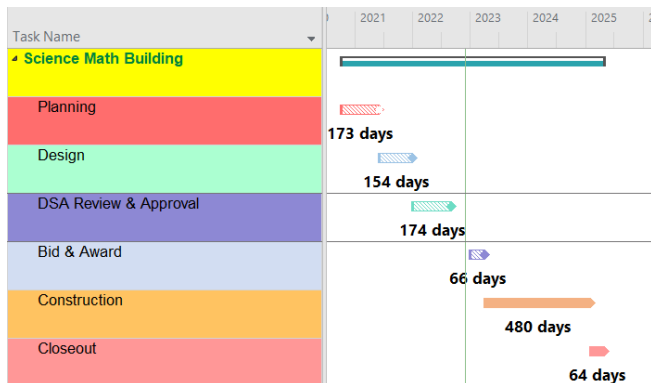 2021 2022 2023 2024 2025
Task Name
Science Math Building
Planning
173 days
Design
154 days
DSA Review & Approval
174 days
Bid & Award
66 days
Construction
480 days
Closeout
64 days